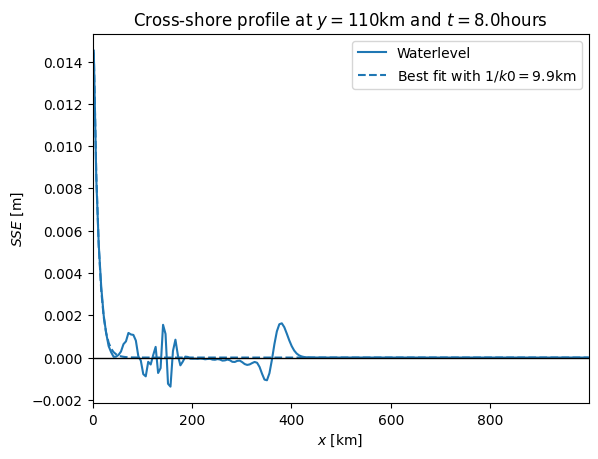 Cross-shore profile at y = 110km and t = 8.0hours
Waterlevel
Best fit with 1/k0 = 9.9km
0.014
0.012
0.010
0.008
0.006
0.004
0.002
0.000
−0.002
SSE [m]
0
200
400
600
800
x [km]